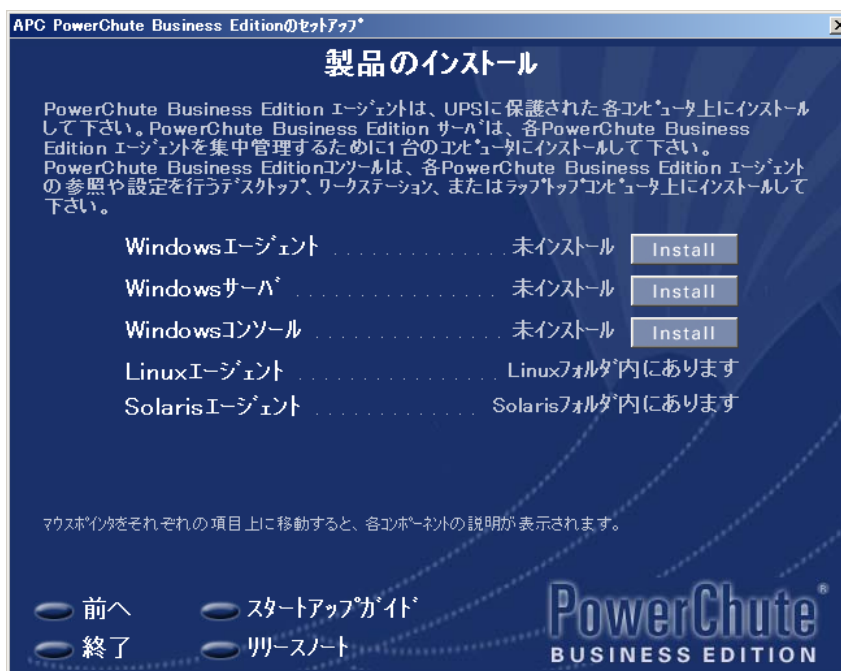 APC PowerChute Business Editionのｾｯﾄｱｯﾌﾟ
製品のインストール
PowerChute Business Edition ｴｰｼﾞｪﾝﾄは、UPSに保護された各ｺﾝﾋﾟｭｰﾀ上にｲﾝｽﾄｰﾙ
して下さい。PowerChute Business Edition ｻｰﾊﾞは、各PowerChute Business
Edition ｴｰｼﾞｪﾝﾄを集中管理するために1台のｺﾝﾋﾟｭｰﾀにｲﾝｽﾄｰﾙして下さい。
PowerChute Business Editionｺﾝｿｰﾙは、各PowerChute Business Edition ｴｰｼﾞｪﾝﾄ
の参照や設定を行うﾃﾞｽｸﾄｯﾌﾟ、ﾜｰｸｽﾃｰｼｮﾝ、またはﾗｯﾌﾟﾄｯﾌﾟｺﾝﾋﾟｭｰﾀ上にｲﾝｽﾄｰﾙして
下さい。
Windowsｴｰｼﾞｪﾝﾄ . . . . . . . . . . . . . 未ｲﾝｽﾄｰﾙ Install
Windowsｻｰﾊﾞ . . . . . . . . . . . . . . 未ｲﾝｽﾄｰﾙ Install
Windowsｺﾝｿｰﾙ . . . . . . . . . . . . . 未ｲﾝｽﾄｰﾙ Install
Linuxｴｰｼﾞｪﾝﾄ . . . . . . . . . . . . . Linuxﾌｫﾙﾀﾞ内にあります
Solarisｴｰｼﾞｪﾝﾄ . . . . . . . . . . . Solarisﾌｫﾙﾀﾞ内にあります
ﾏｳｽﾎﾟｲﾝﾀをそれぞれの項目上に移動すると、各ｺﾝﾎﾟｰﾈﾝﾄの説明が表示されます。
前へ ｽﾀｰﾄｱｯﾌﾟｶﾞｲﾄﾞ
終了 ﾘﾘｰｽﾉｰﾄ
PowerChute®
BUSINESS EDITION